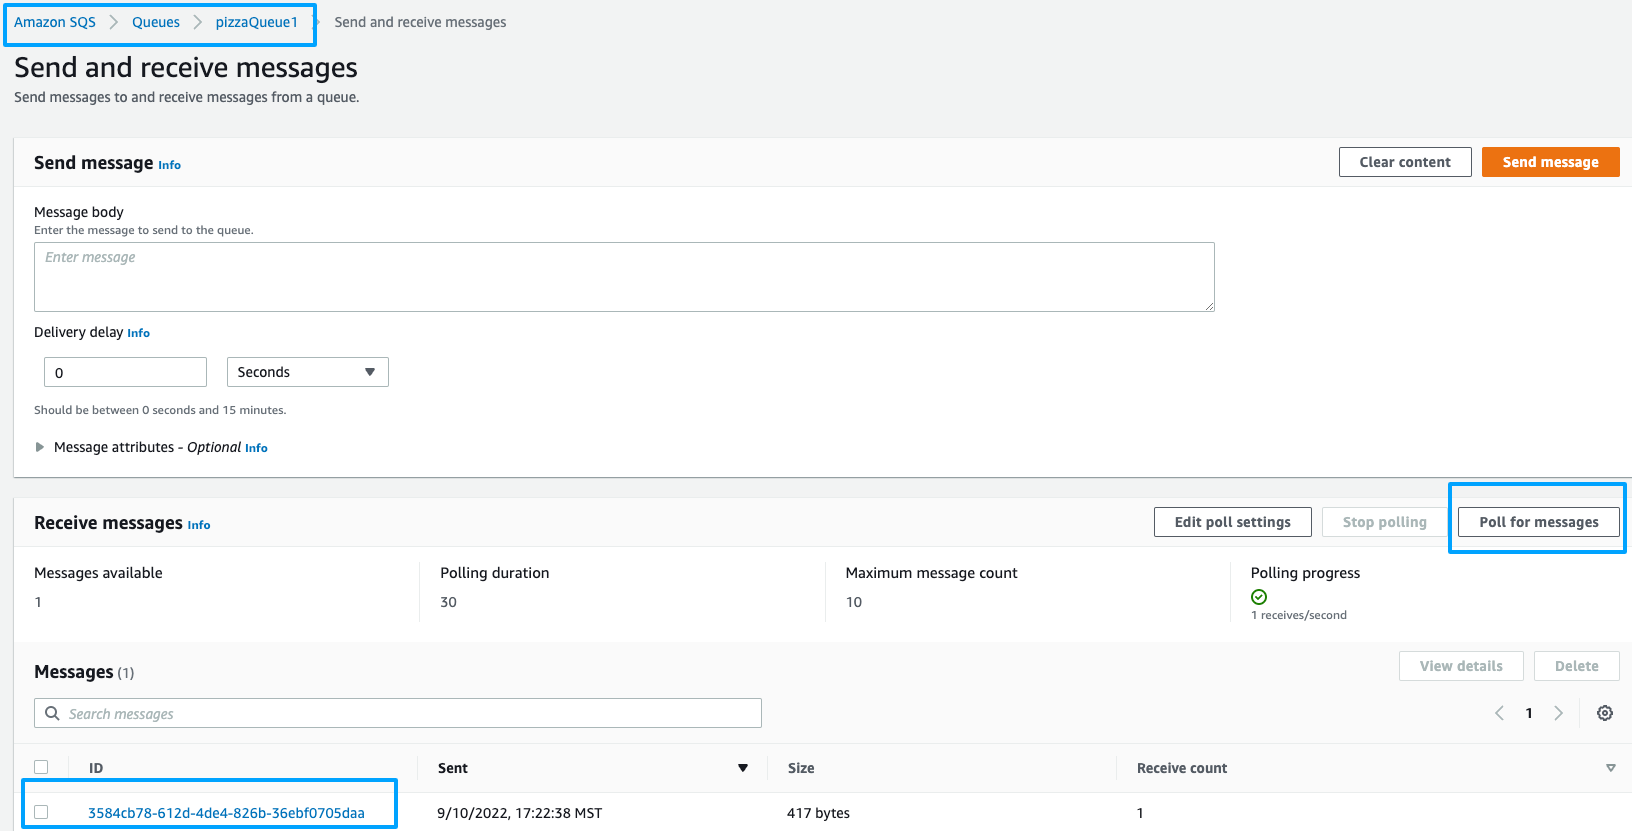 Amazon SQS > Queues > pizzaQueue1 > Send and receive messages
Send and receive messages
Send messages to and receive messages from a queue.
Send message Info
Clear content
Send message
Message body
Enter the message to send to the queue.
Enter message
Delivery delay Info
0
Seconds
Should be between 0 seconds and 15 minutes.
Message attributes - Optional Info
Receive messages Info
Edit poll settings
Stop polling
Poll for messages
Messages available
1
Polling duration
30
Maximum message count
10
Polling progress
1 receives/second
Messages (1)
View details
Delete
Search messages
1
ID
Sent
Size
Receive count
3584cb78-612d-4de4-826b-36ebf0705daa
9/10/2022, 17:22:38 MST
417 bytes
1